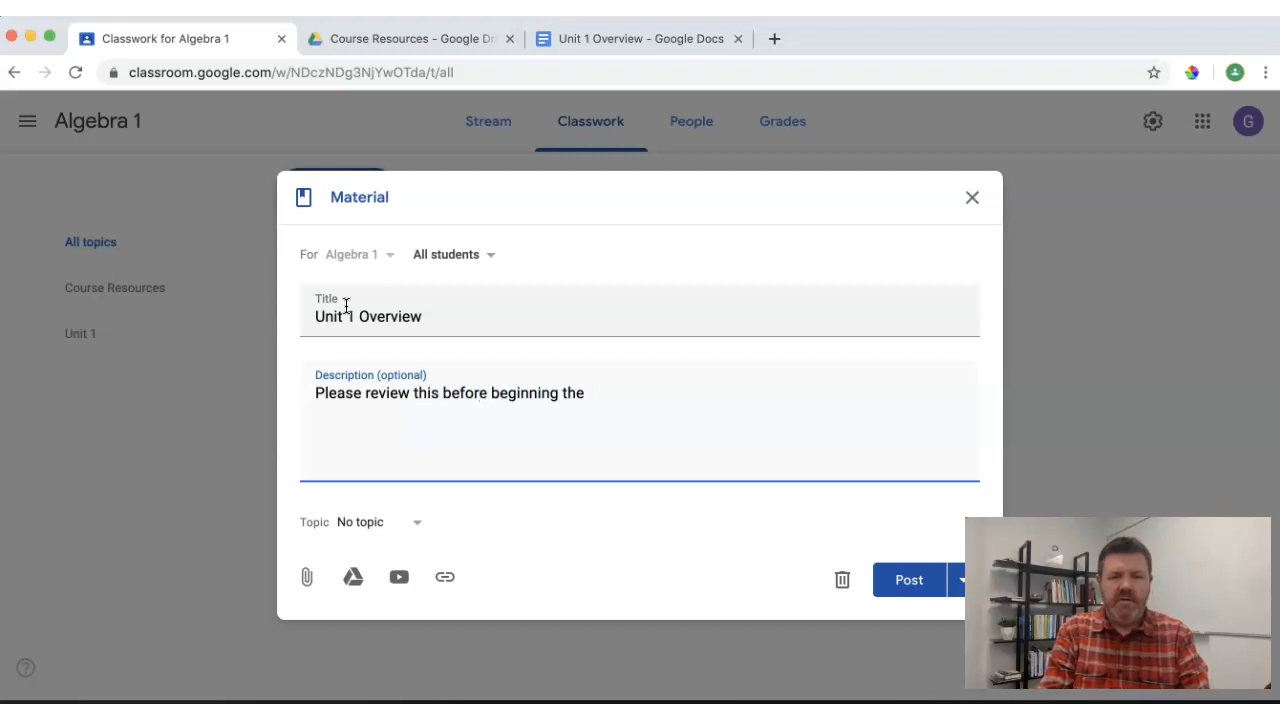 Classwork for Algebra 1
Course Resources - Google Dr
Unit 1 Overview - Google Docs
classroom.google.com/w/NDczNDg3NjYwOTda/t/all
Algebra 1
Stream
Classwork
People
Grades
G
Material
For Algebra 1 All students
All topics
Course Resources
Unit 1
Title
Unit 1 Overview
Description (optional)
Please review this before beginning the
Topic No topic
Post